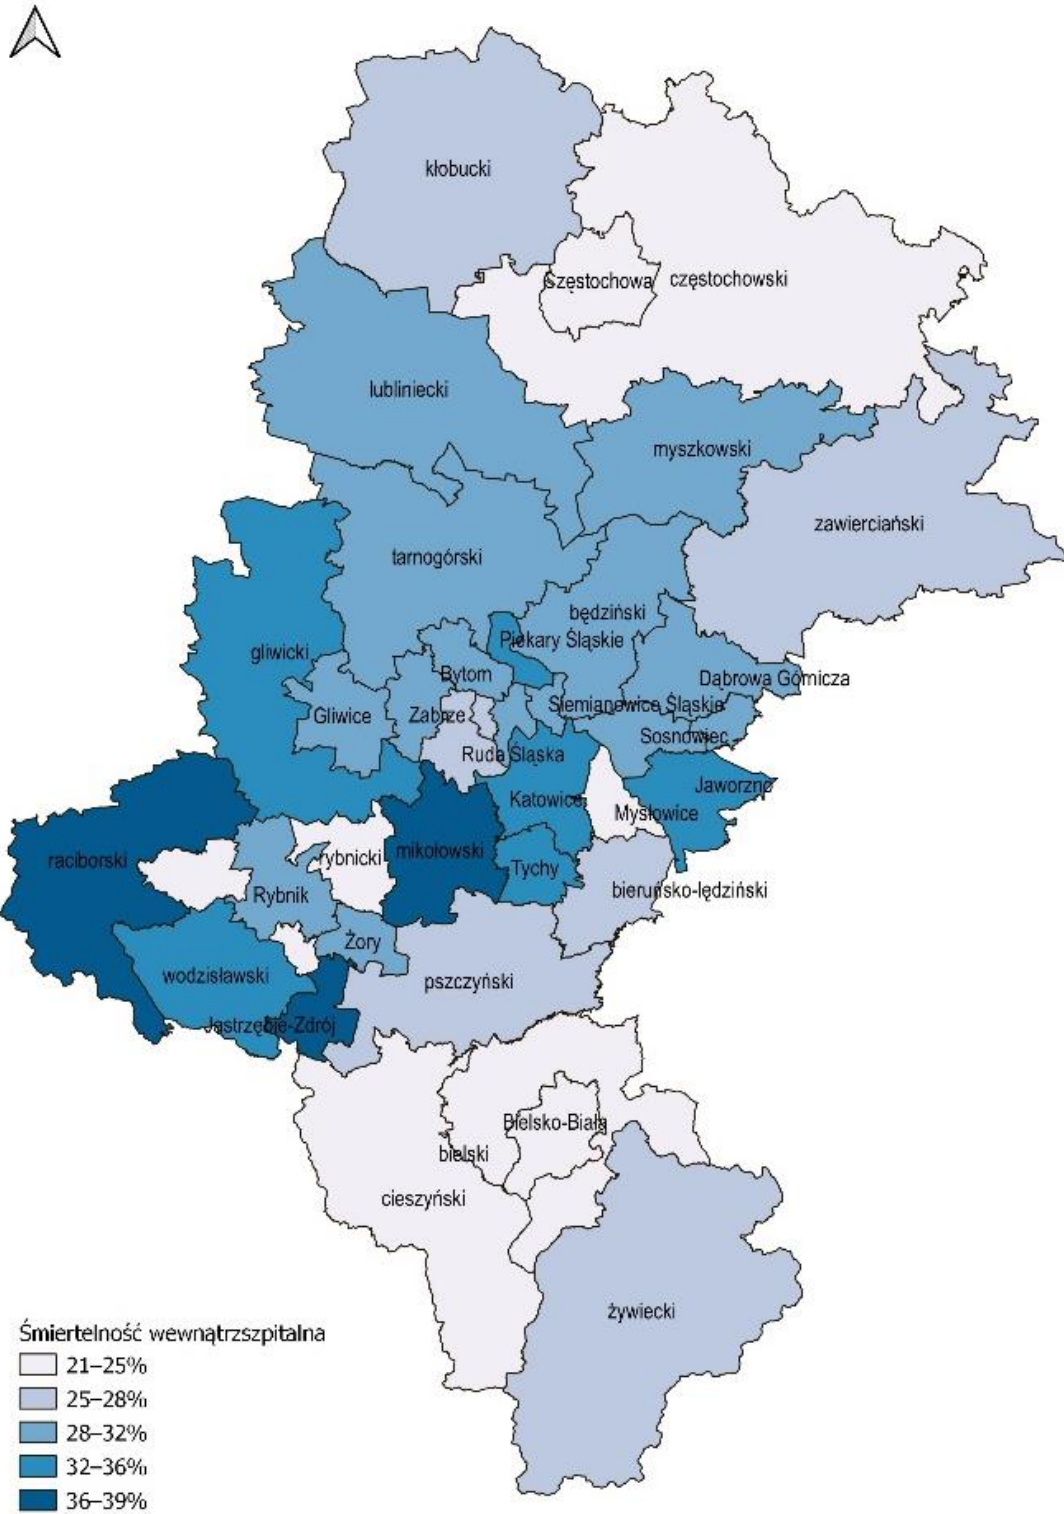 kłobucki
Częstochowa
częstochowski
lubliniecki
myszkowski
zawierciański
tarnogórski
będziński
Piekary Śląskie
gliwicki
Bytom
Dąbrowa Górnicza
Siemianowice Śląskie
Gliwice
Zabrze
Sosnowiec
Ruda Śląska
Jaworzno
Katowice
Mysłowice
raciborski
rybnicki
mikołowski
Tychy
bieruńsko-lędziński
Rybnik
Żory
wodzisławski
pszczyński
Jastrzębie-Zdrój
Bielsko-Biała
bielski
cieszyński
żywiecki
Śmiertelność wewnątrzszpitalna
21–25%
25–28%
28–32%
32–36%
36–39%